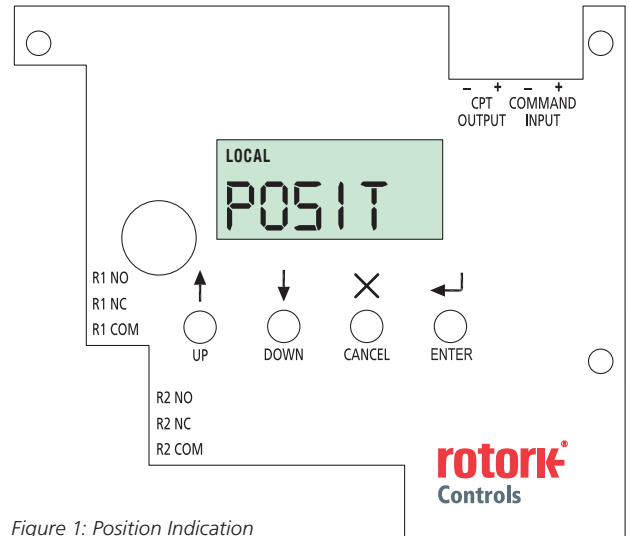 – + – +
CPT COMMAND
OUTPUT INPUT
LOCAL
POSIT
R1 NO
R1 NC
R1 COM
UP DOWN CANCEL ENTER
R2 NO
R2 NC
R2 COM
rotork®
Controls
Figure 1: Position Indication